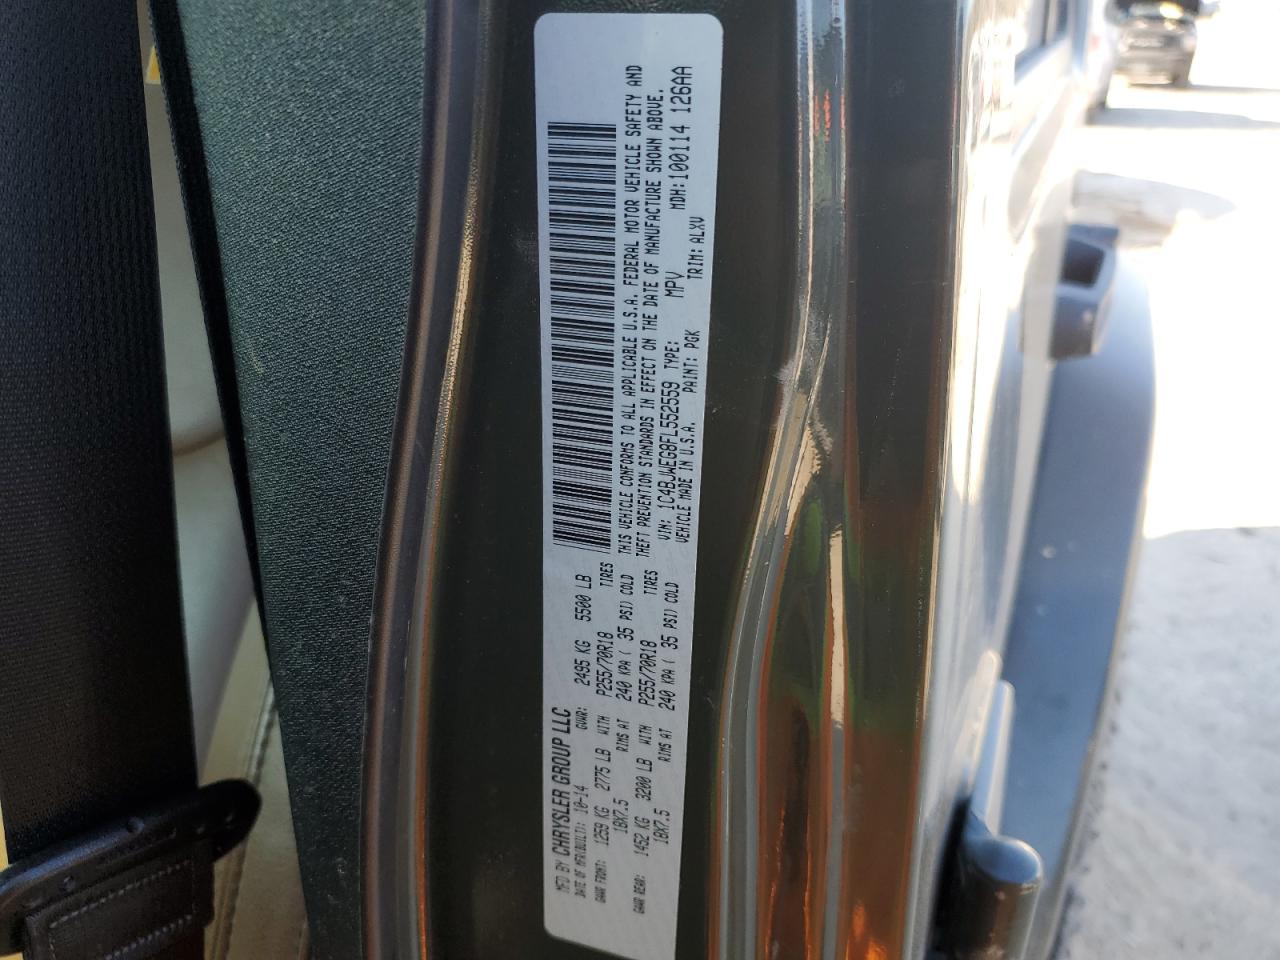 MFD BY CHRYSLER GROUP LLC
DATE OF MFR(BUILT): 10-14 GVWR: 2495 KG 5500 LB
GAWR FRONT: 1259 KG 2775 LB WITH P255/70R18 TIRES
18X7.5 RIMS AT 240 KPA( 35 PSI) COLD
GAWR REAR: 1452 KG 3200 LB WITH P255/70R18 TIRES
18X7.5 RIMS AT 240 KPA( 35 PSI) COLD
THIS VEHICLE CONFORMS TO ALL APPLICABLE U.S.A. FEDERAL MOTOR VEHICLE SAFETY AND
THEFT PREVENTION STANDARDS IN EFFECT ON THE DATE OF MANUFACTURE SHOWN ABOVE.
VIN: 1C4BJWEG8FL552559 TYPE: MPV MDH:100114 126AA
VEHICLE MADE IN U.S.A. PAINT: PGK TRIM: ALXV